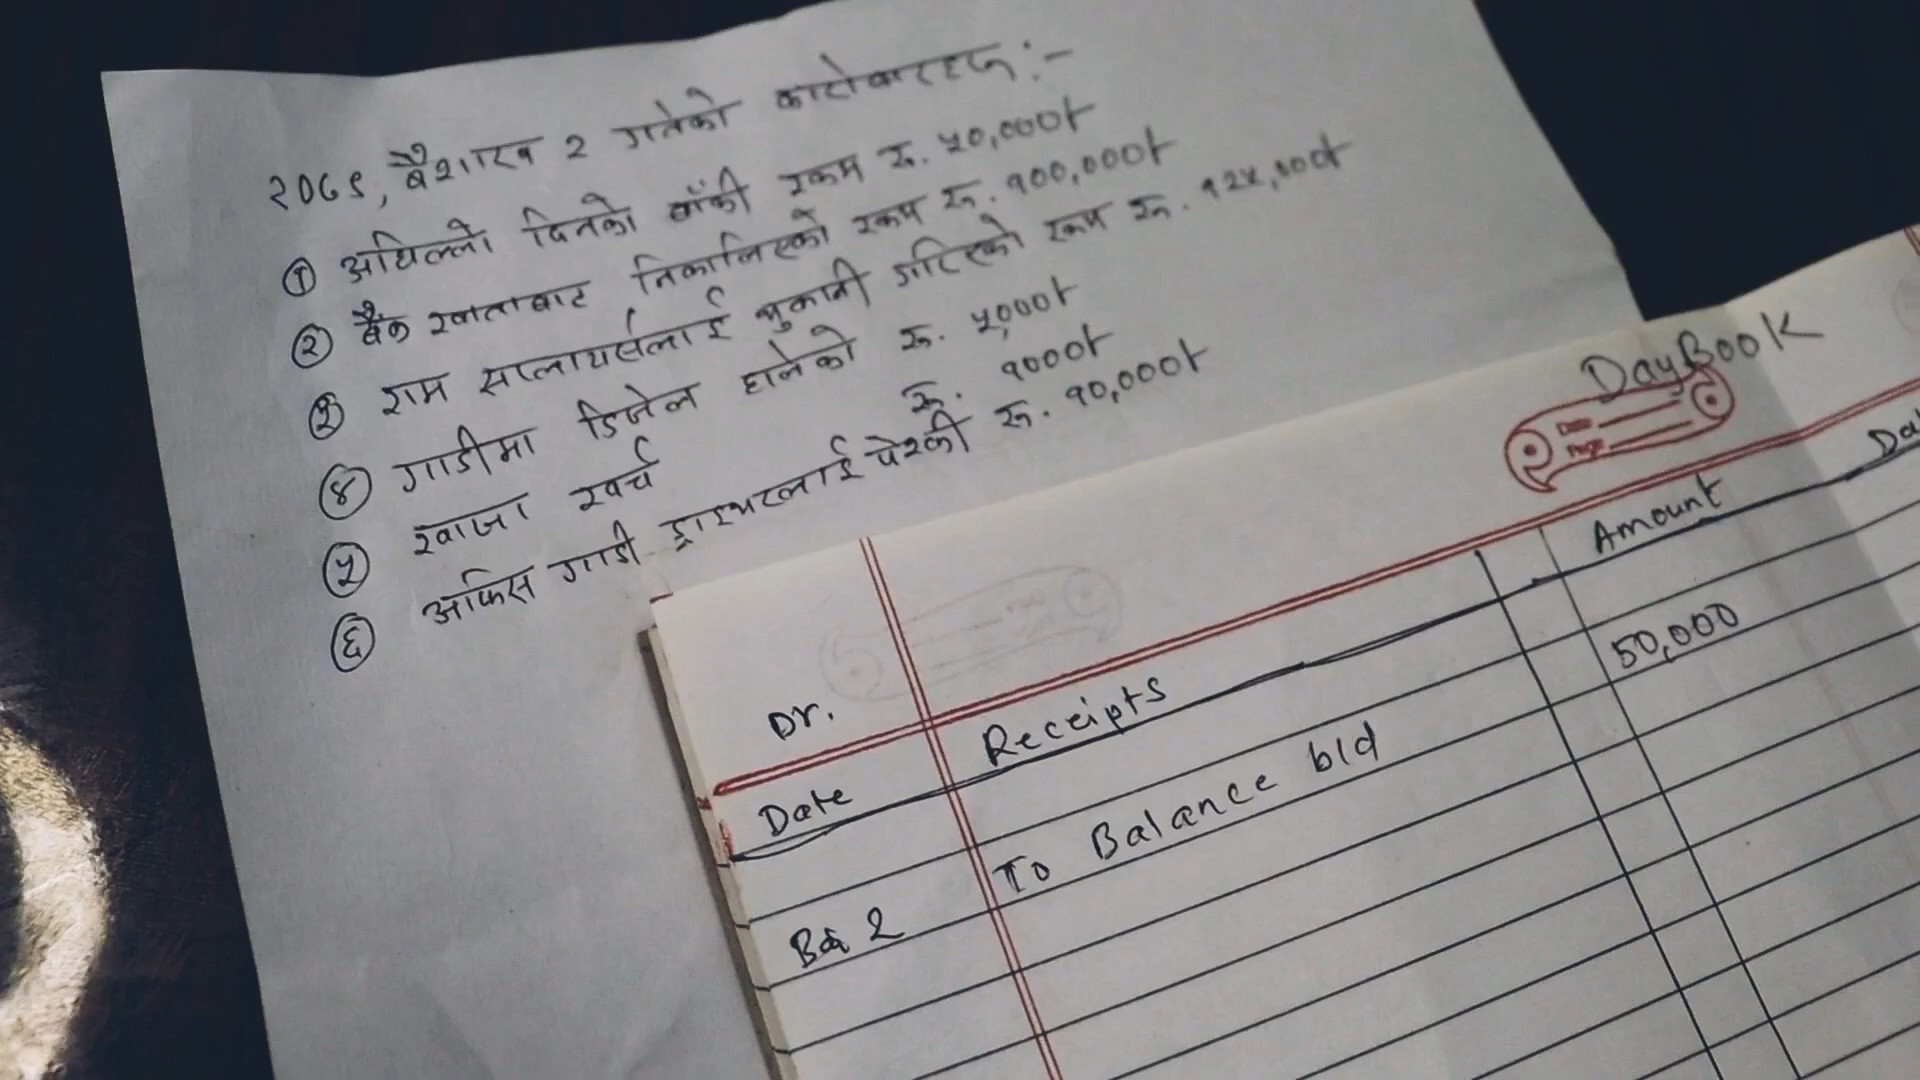 २०७९, बैशाख २ गतेको कारोबारहरू :-
① अघिल्लो दिनको बाँकी रकम रू. ५०,०००/-
② बैंक खाताबाट निकालिएको रकम रू. १००,०००/-
③ राम सप्लायर्सलाई भुक्तानी गरिएको रकम रू. १२५,०००/-
④ गाडीमा डिजेल हालेको रू. ५,०००/-
⑤ खाजा खर्च रू. १०००/-
⑥ अफिस गाडी ड्राइभरलाई पेश्की रू. १०,०००/-
DayBook
Dr.
Date Receipts Amount
Bai 2 To Balance b/d 50,000